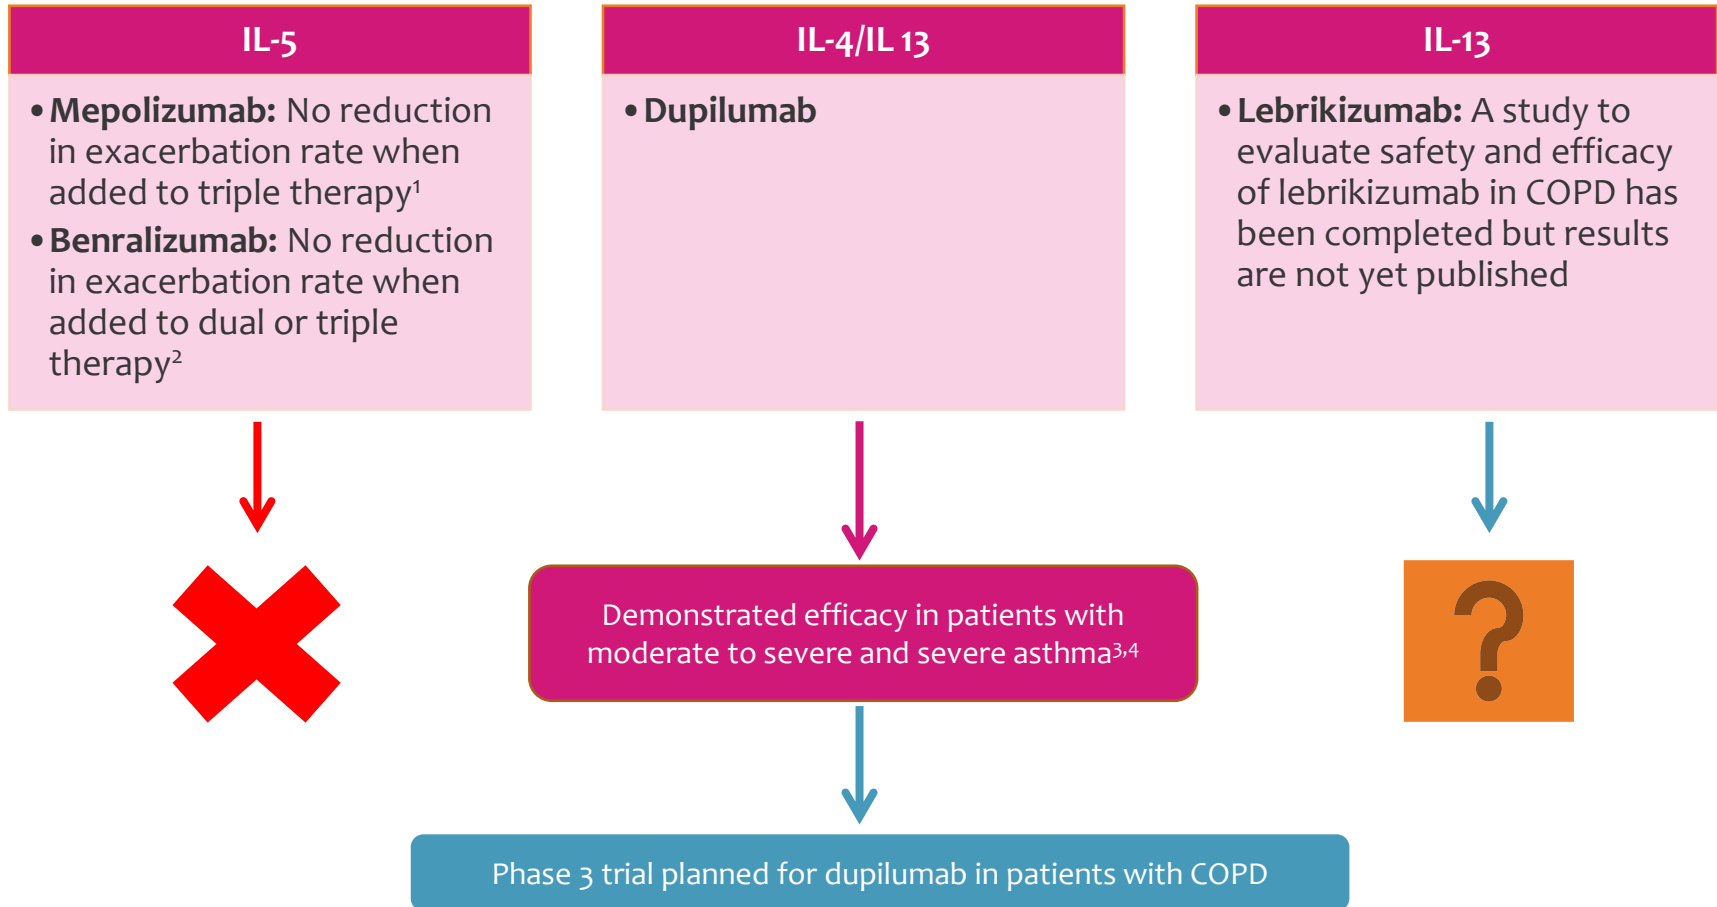 IL-5
• Mepolizumab: No reduction
in exacerbation rate when
added to triple therapy¹
• Benralizumab: No reduction
in exacerbation rate when
added to dual or triple
therapy²
IL-4/IL 13
• Dupilumab
IL-13
• Lebrikizumab: A study to
evaluate safety and efficacy
of lebrikizumab in COPD has
been completed but results
are not yet published
Demonstrated efficacy in patients with
moderate to severe and severe asthma³,⁴
?
Phase 3 trial planned for dupilumab in patients with COPD